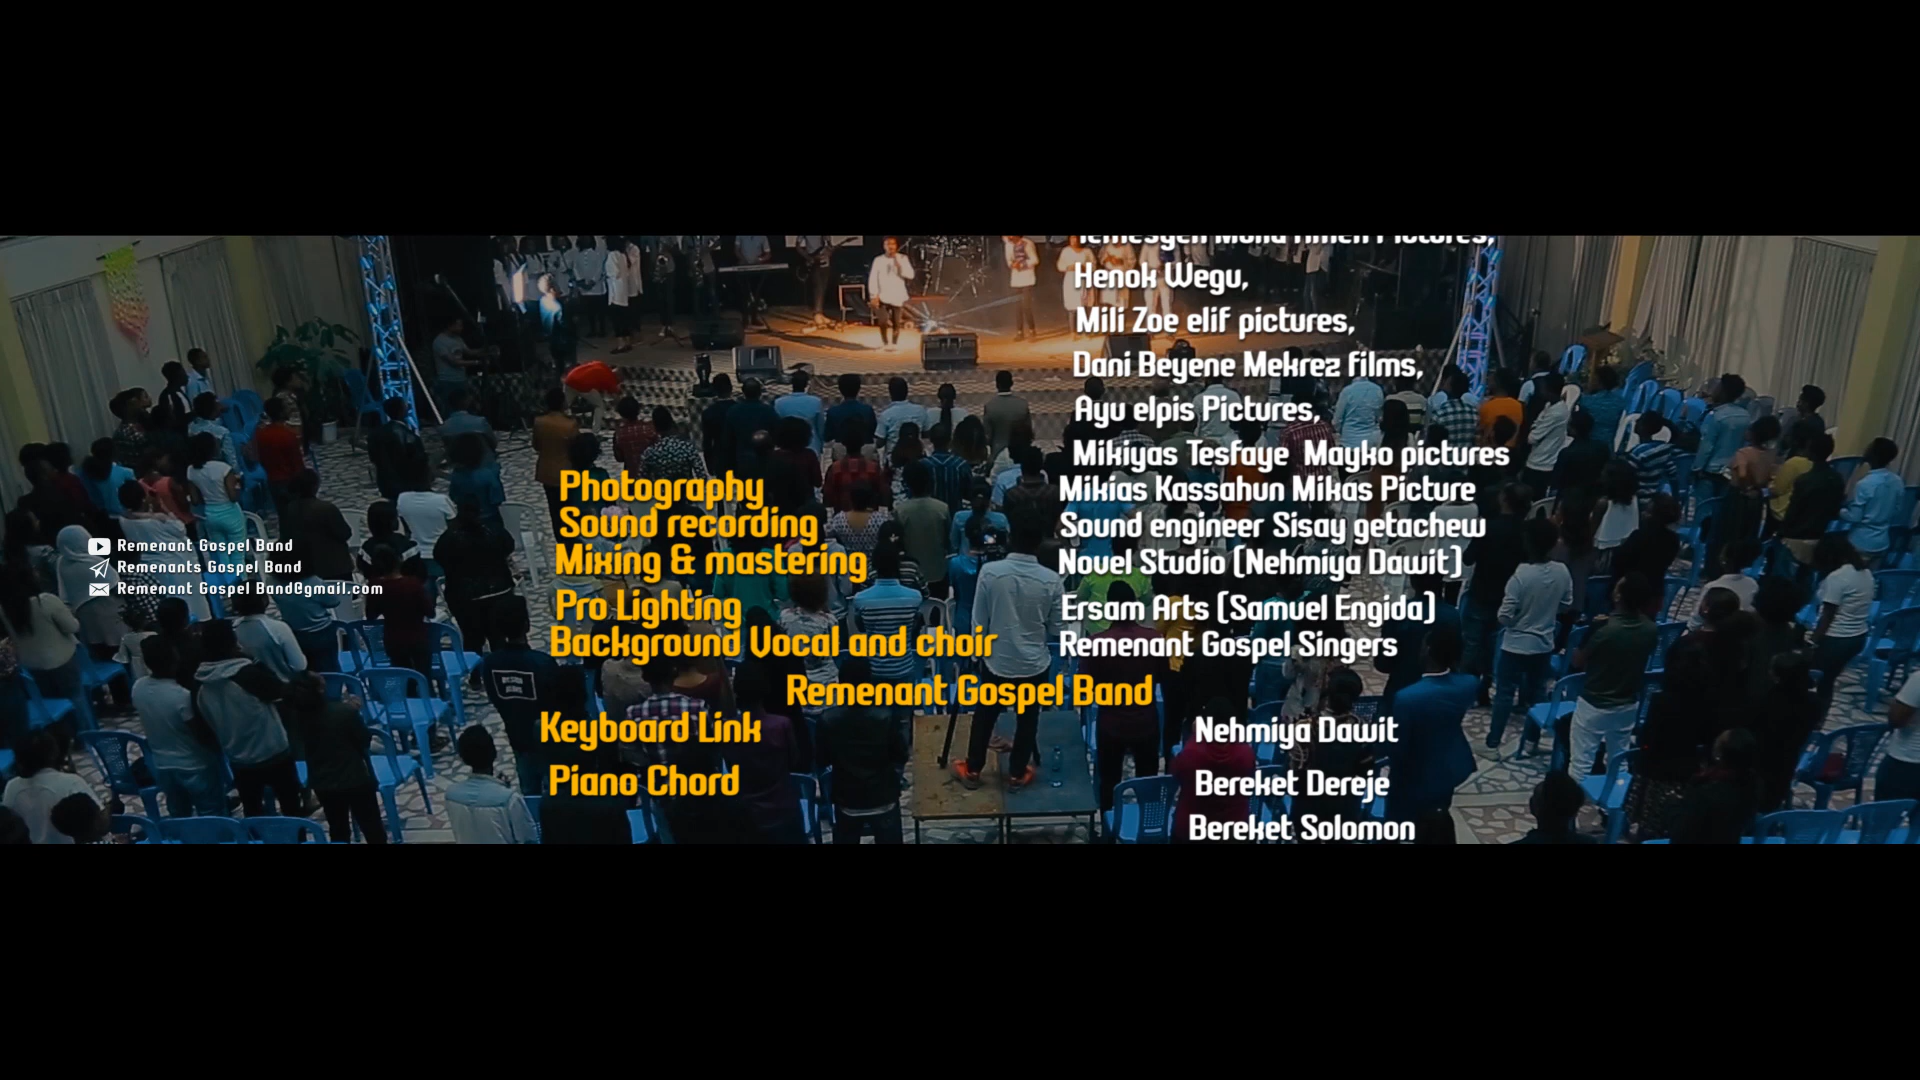 Henok Wegu,
Mili Zoe elif pictures,
Dani Beyene Mekrez films,
Ayu elpis Pictures,
Mikiyas Tesfaye Mayko pictures
Photography Mikias Kassahun Mikas Picture
Sound recording Sound engineer Sisay getachew
Mixing & mastering Novel Studio (Nehmiya Dawit)
Pro Lighting Ersam Arts (Samuel Engida)
Background Vocal and choir Remenant Gospel Singers
Remenant Gospel Band
Keyboard Link Nehmiya Dawit
Piano Chord Bereket Dereje
Bereket Solomon
Remenant Gospel Band
Remenants Gospel Band
Remenant Gospel Band@gmail.com